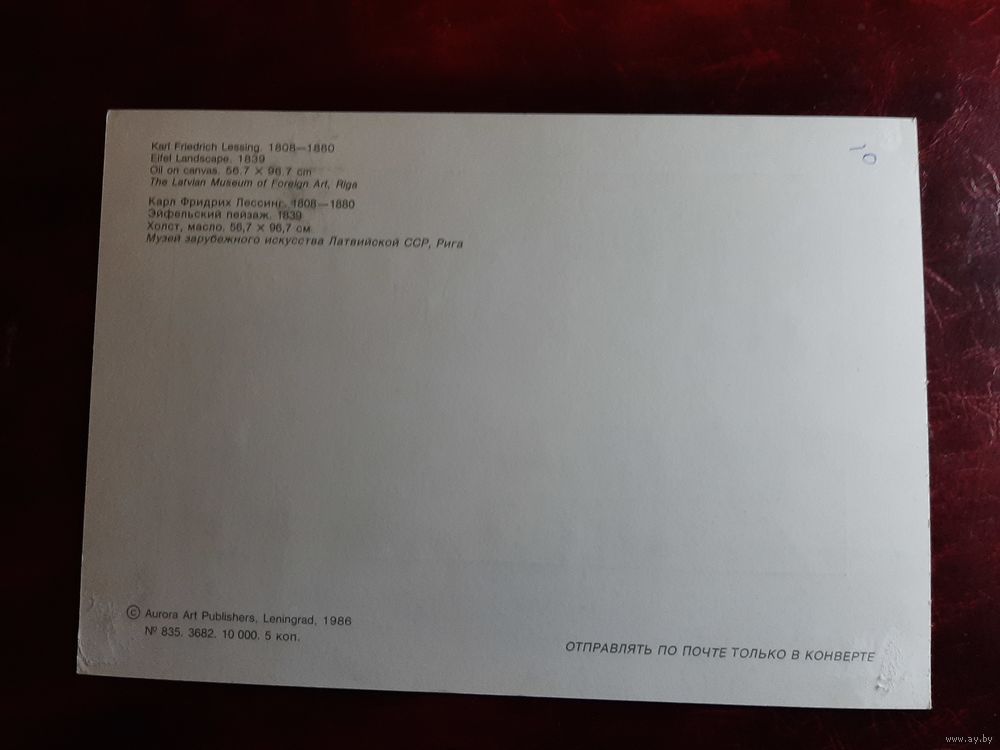 Karl Friedrich Lessing. 1808—1880
Eifel Landscape. 1839
Oil on canvas. 56.7 × 96.7 cm
The Latvian Museum of Foreign Art, Riga
Карл Фридрих Лессинг. 1808—1880
Эйфельский пейзаж. 1839
Холст, масло. 56,7 × 96,7 см
Музей зарубежного искусства Латвийской ССР, Рига
10
© Aurora Art Publishers, Leningrad, 1986
№ 835. 3682. 10 000. 5 коп.
ОТПРАВЛЯТЬ ПО ПОЧТЕ ТОЛЬКО В КОНВЕРТЕ
www.ay.by